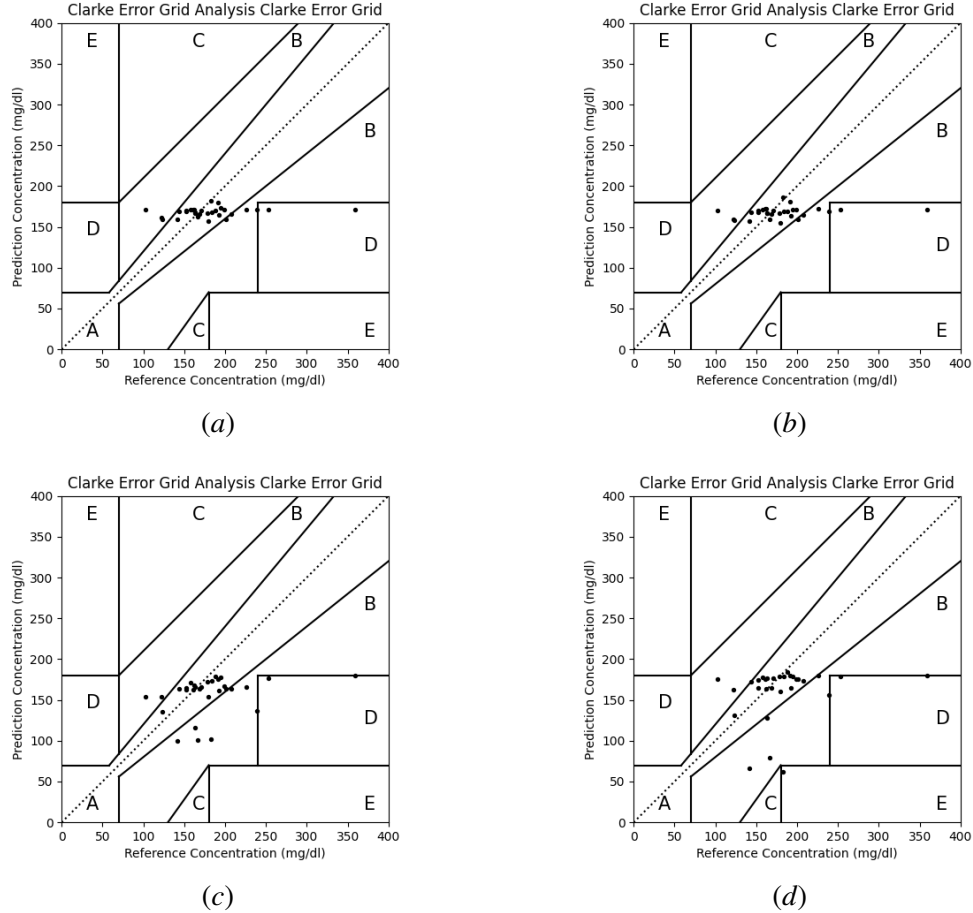 Clarke Error Grid Analysis Clarke Error Grid
Clarke Error Grid Analysis Clarke Error Grid
Prediction Concentration (mg/dl)
400
350
300
250
200
150
100
50
0
E
C
B
B
D
D
A
C
E
0 50 100 150 200 250 300 350 400
Reference Concentration (mg/dl)
(a)
Prediction Concentration (mg/dl)
400
350
300
250
200
150
100
50
0
E
C
B
B
D
D
A
C
E
0 50 100 150 200 250 300 350 400
Reference Concentration (mg/dl)
(b)
Clarke Error Grid Analysis Clarke Error Grid
Clarke Error Grid Analysis Clarke Error Grid
Prediction Concentration (mg/dl)
400
350
300
250
200
150
100
50
0
E
C
B
B
D
D
A
C
E
0 50 100 150 200 250 300 350 400
Reference Concentration (mg/dl)
(c)
Prediction Concentration (mg/dl)
400
350
300
250
200
150
100
50
0
E
C
B
B
D
D
A
C
E
0 50 100 150 200 250 300 350 400
Reference Concentration (mg/dl)
(d)